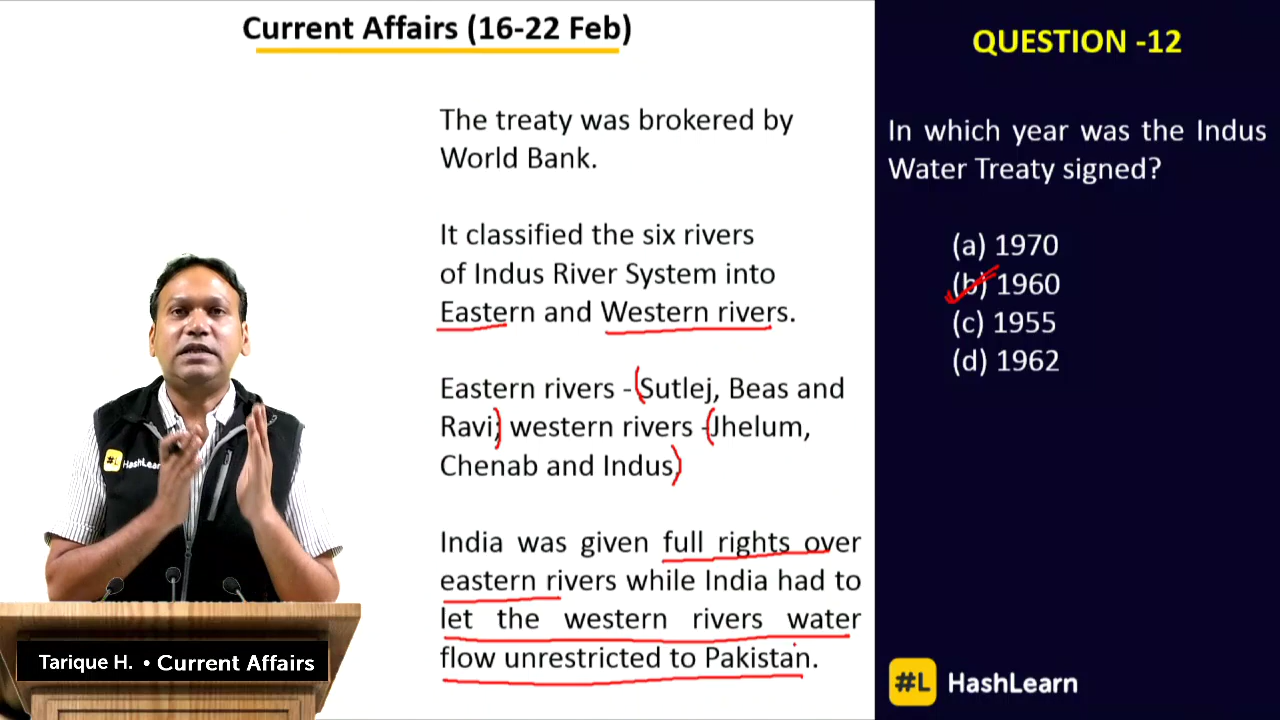 Current Affairs (16-22 Feb)
The treaty was brokered by
World Bank.
It classified the six rivers
of Indus River System into
Eastern and Western rivers.
Eastern rivers - Sutlej, Beas and
Ravi; western rivers -Jhelum,
Chenab and Indus,
India was given full rights over
eastern rivers while India had to
let the western rivers water
flow unrestricted to Pakistan.
QUESTION -12
In which year was the Indus
Water Treaty signed?
(a) 1970
(b) 1960
(c) 1955
(d) 1962
#L HashLearn
#L HashLearn
Tarique H. • Current Affairs